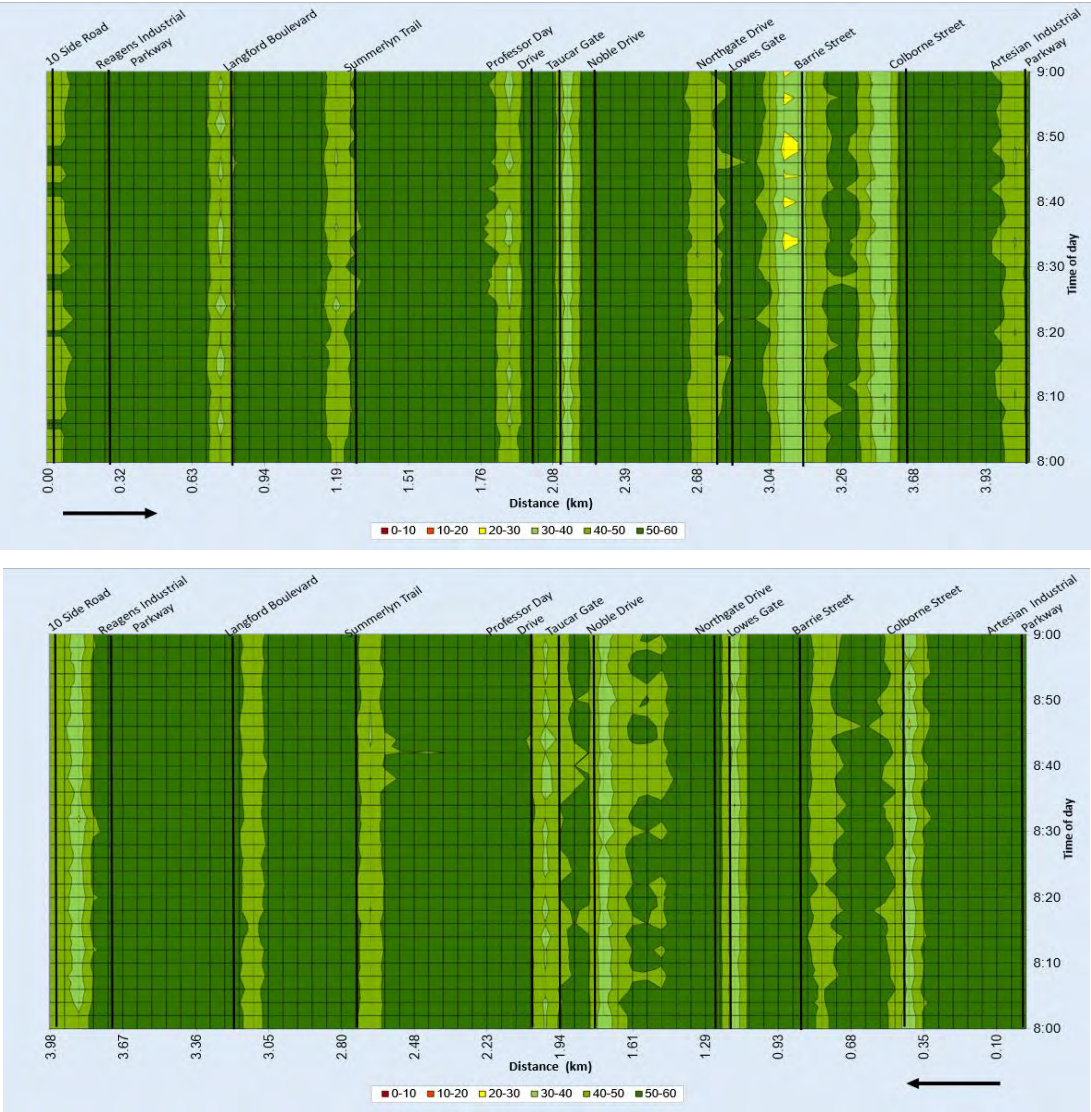 10 Side Road
Reagens Industrial
Parkway
Langford Boulevard
Summerlyn Trail
Professor Day
Drive
Taucar Gate
Noble Drive
Northgate Drive
Lowes Gate
Barrie Street
Colborne Street
Artesian Industrial
Parkway
9:00
8:50
8:40
8:30
8:20
8:10
8:00
Time of day
0.00 0.32 0.63 0.94 1.19 1.51 1.76 2.08 2.39 2.68 3.04 3.26 3.68 3.93
Distance (km)
0-10 10-20 20-30 30-40 40-50 50-60
10 Side Road
Reagens Industrial
Parkway
Langford Boulevard
Summerlyn Trail
Professor Day
Drive
Taucar Gate
Noble Drive
Northgate Drive
Lowes Gate
Barrie Street
Colborne Street
Artesian Industrial
Parkway
9:00
8:50
8:40
8:30
8:20
8:10
8:00
Time of day
3.98 3.67 3.36 3.05 2.80 2.48 2.23 1.94 1.61 1.29 0.93 0.68 0.35 0.10
Distance (km)
0-10 10-20 20-30 30-40 40-50 50-60